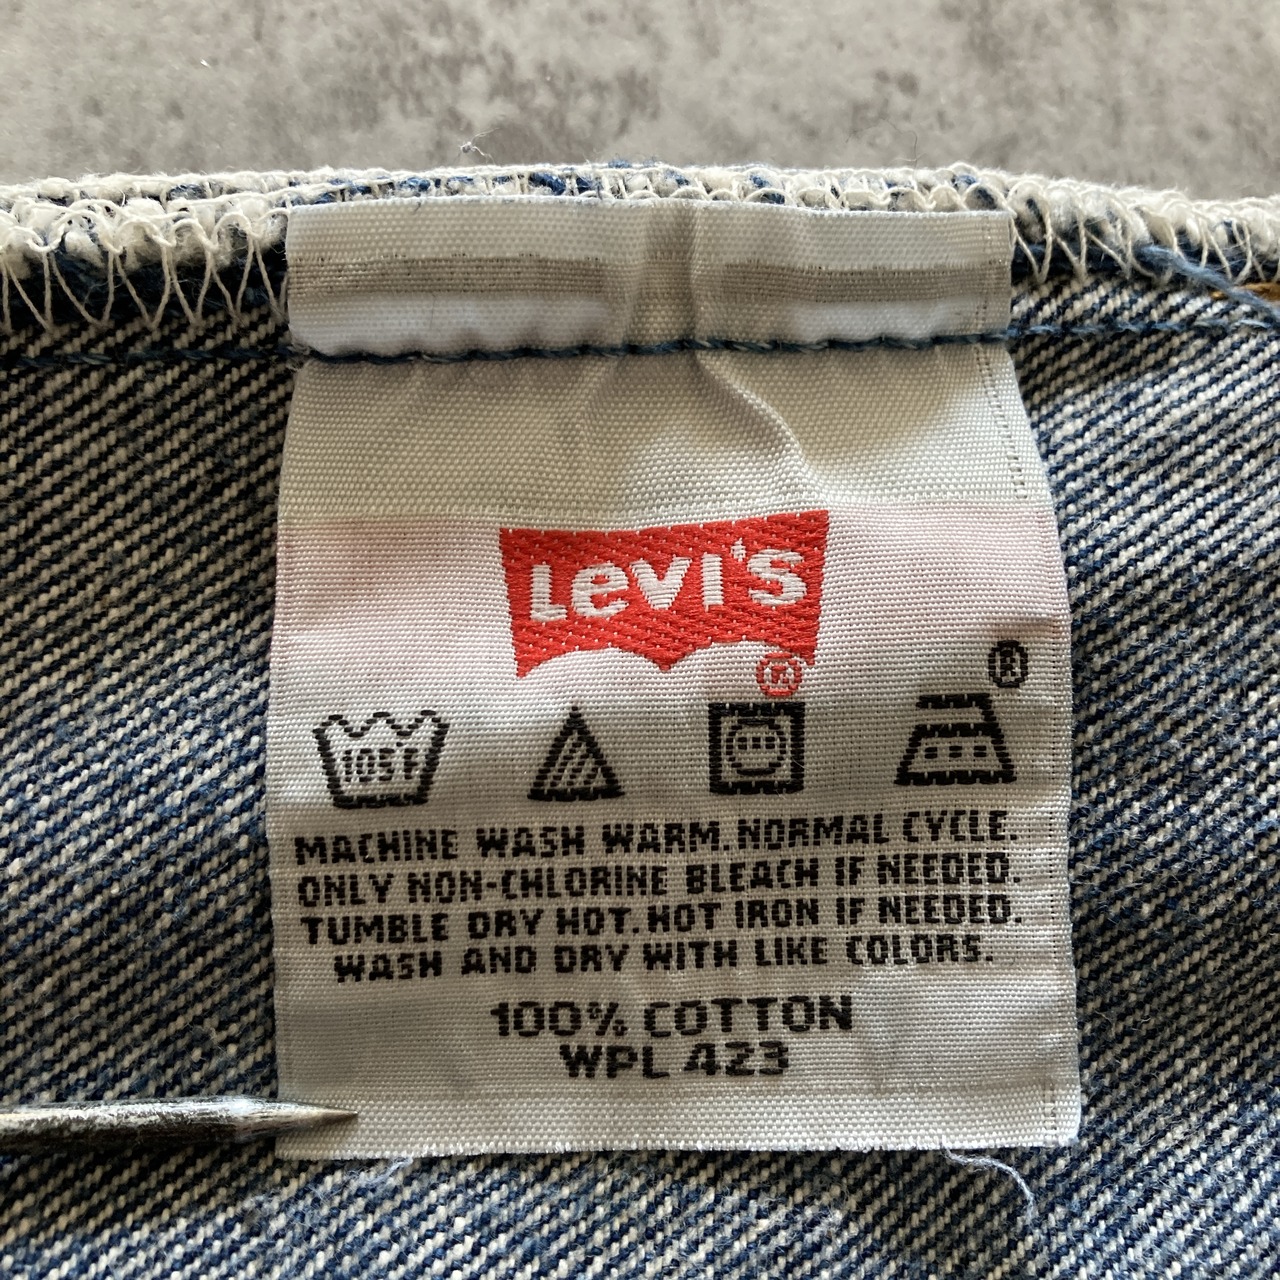 Levi's
®
®
105°F
MACHINE WASH WARM. NORMAL CYCLE.
ONLY NON-CHLORINE BLEACH IF NEEDED.
TUMBLE DRY HOT. HOT IRON IF NEEDED.
WASH AND DRY WITH LIKE COLORS.
100% COTTON
WPL 423